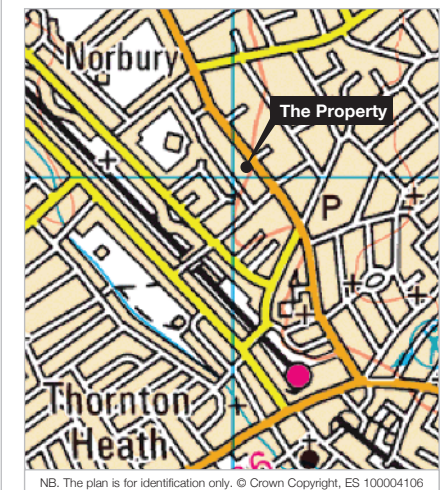 Norbury
The Property
P
Thornton
Heath
NB. The plan is for identification only. © Crown Copyright, ES 100004106